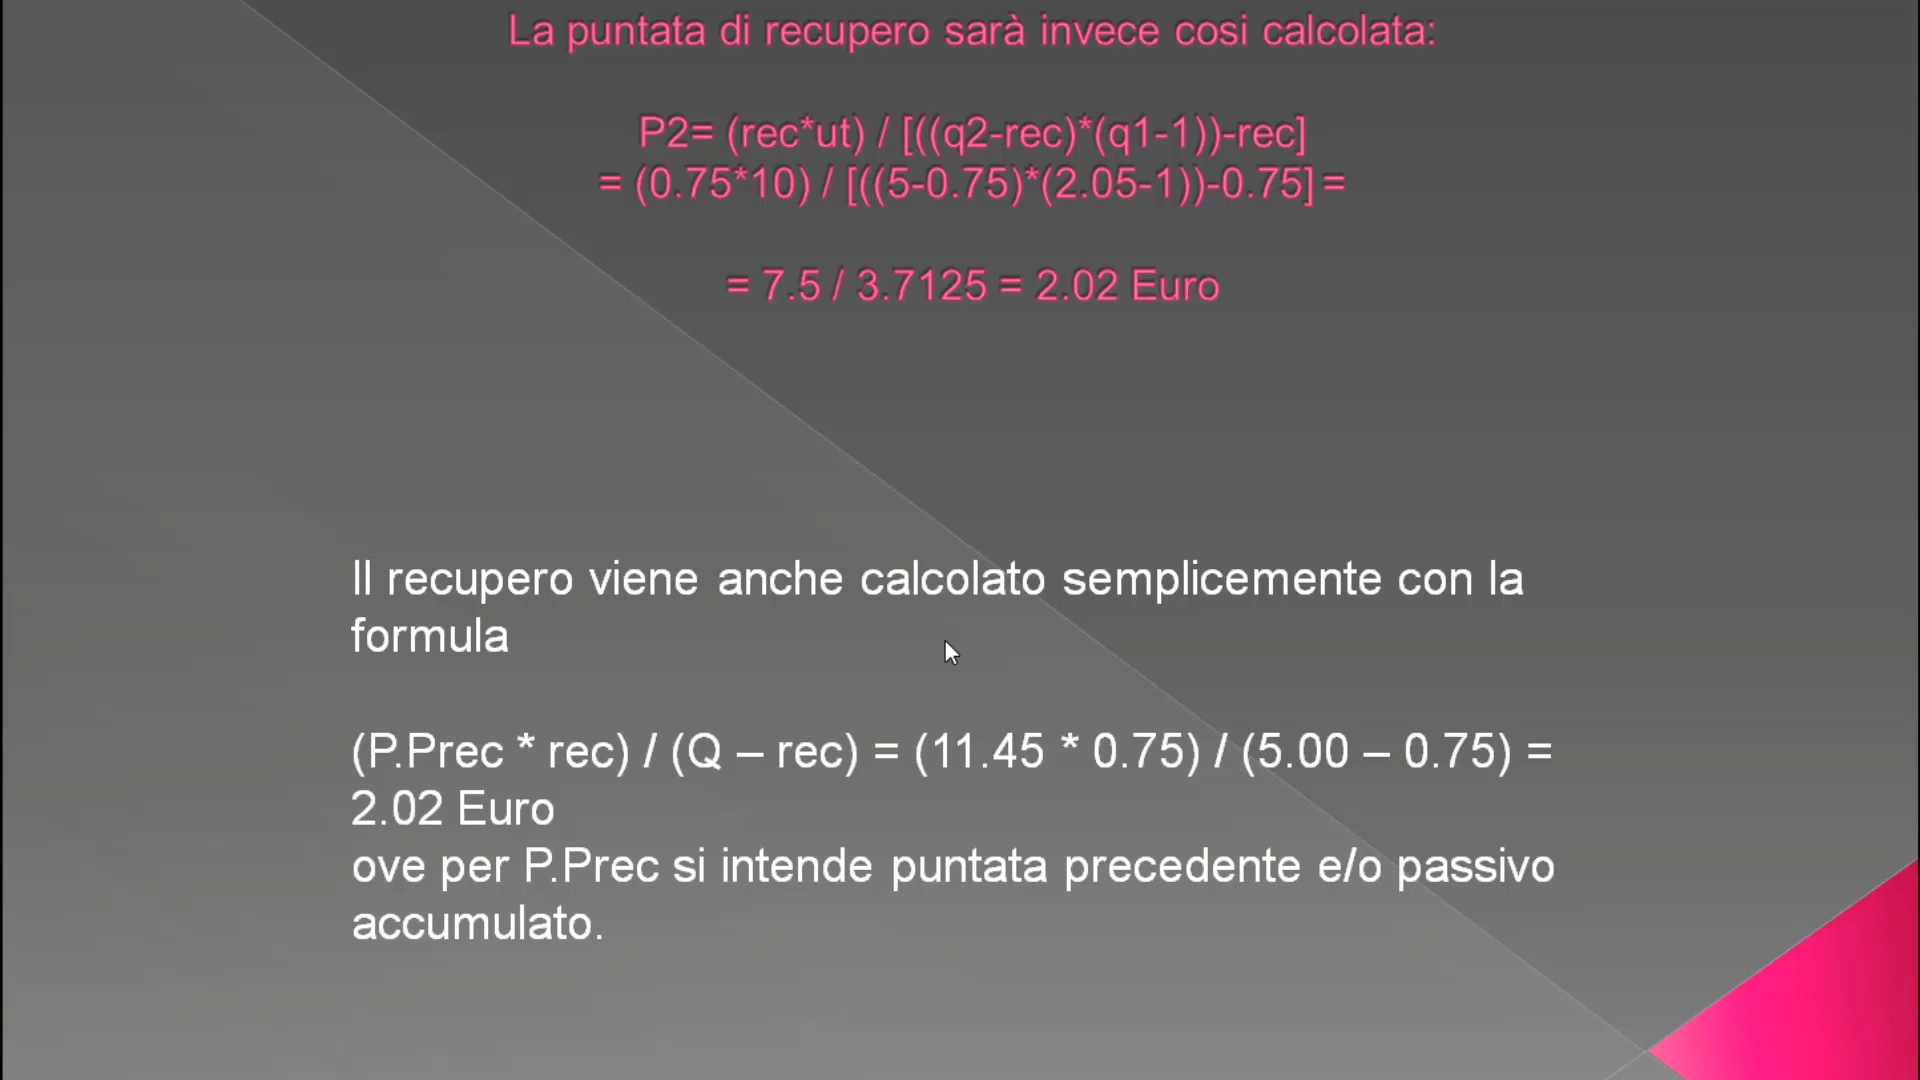 La puntata di recupero sarà invece cosi calcolata:
P2= (rec*ut) / [((q2-rec)*(q1-1))-rec]
= (0.75*10) / [((5-0.75)*(2.05-1))-0.75] =
= 7.5 / 3.7125 = 2.02 Euro
Il recupero viene anche calcolato semplicemente con la
formula
(P.Prec * rec) / (Q – rec) = (11.45 * 0.75) / (5.00 – 0.75) =
2.02 Euro
ove per P.Prec si intende puntata precedente e/o passivo
accumulato.